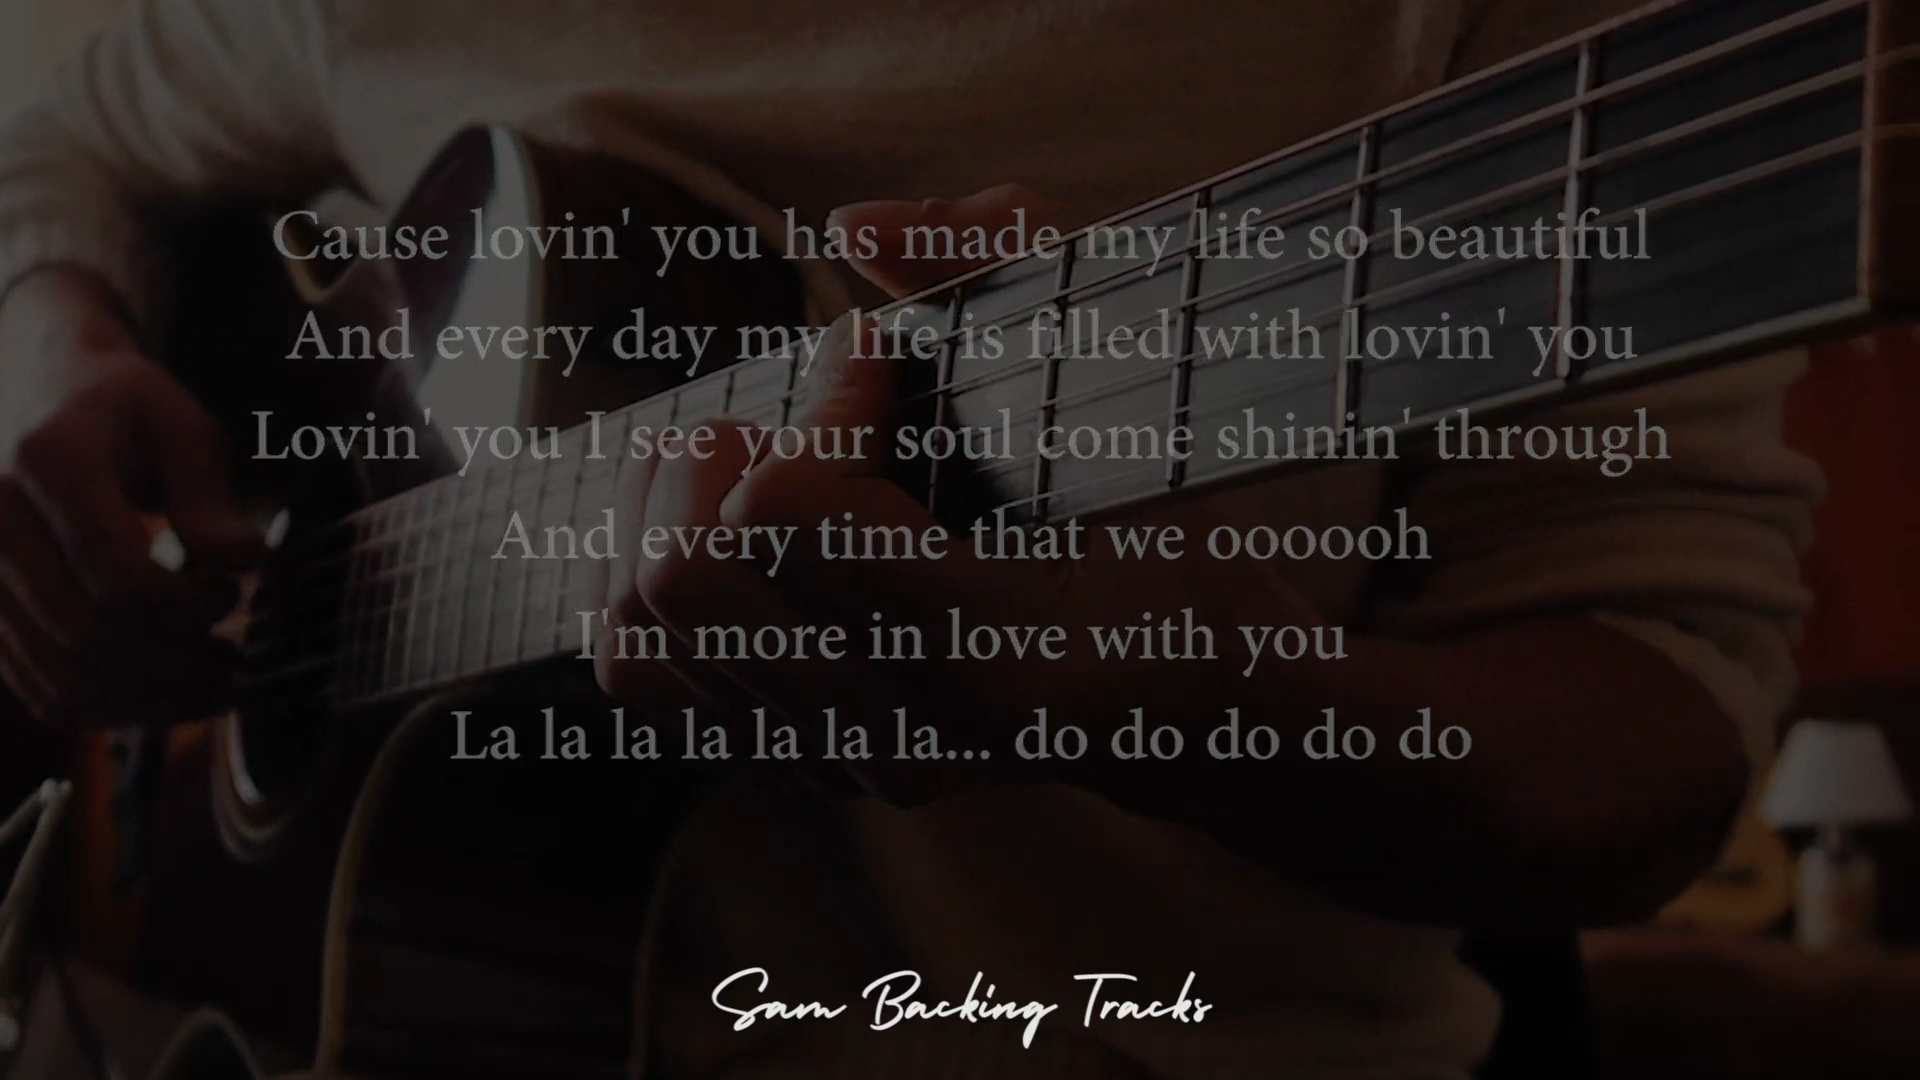 Cause lovin' you has made my life so beautiful
And every day my life is filled with lovin' you
Lovin' you I see your soul come shinin' through
And every time that we oooooh
I'm more in love with you
La la la la la la la... do do do do do
Sam Backing Tracks